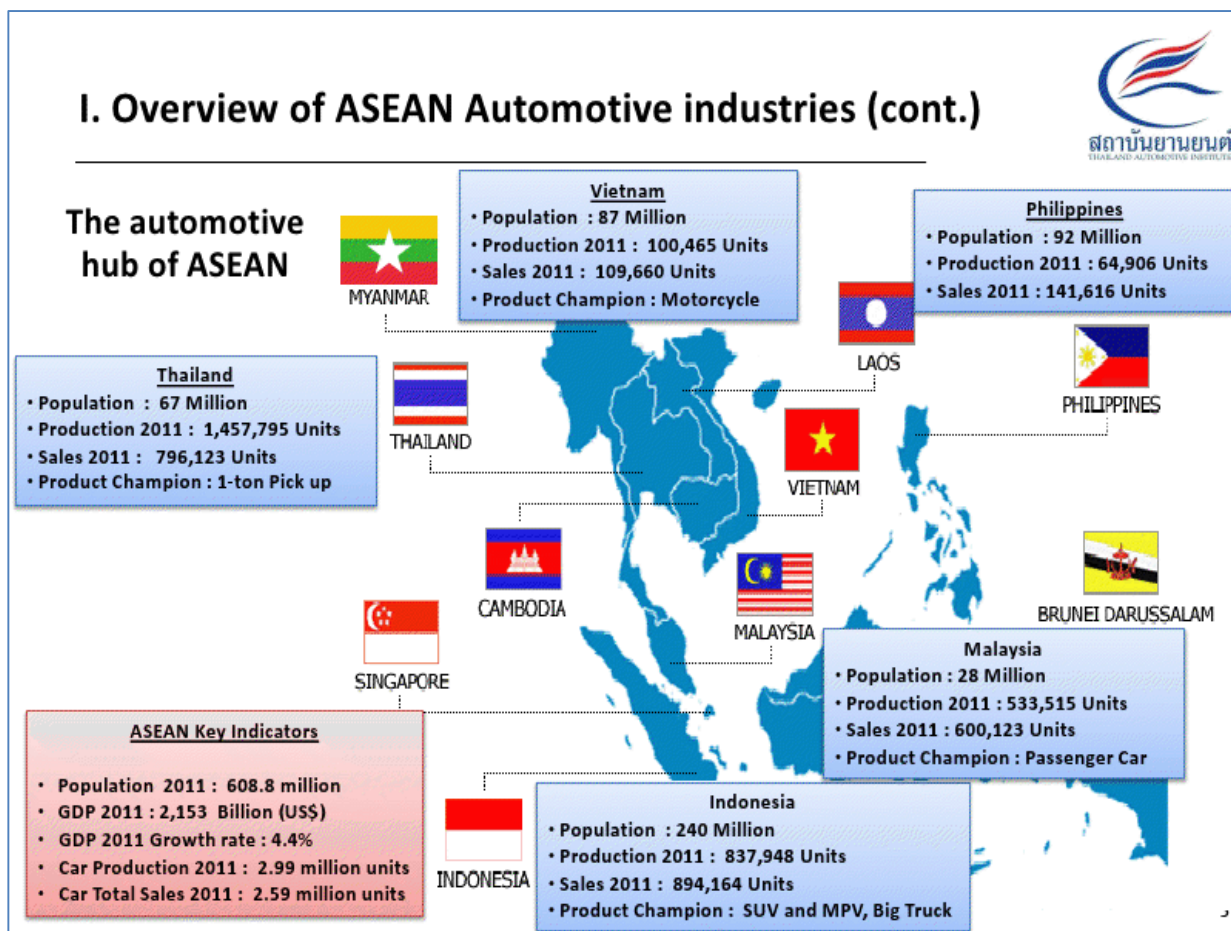 I. Overview of ASEAN Automotive industries (cont.)
สถาบันยานยนต์
THAILAND AUTOMOTIVE INSTITUTE
The automotive
hub of ASEAN
MYANMAR
Vietnam
• Population : 87 Million
• Production 2011 : 100,465 Units
• Sales 2011 : 109,660 Units
• Product Champion : Motorcycle
LAOS
Philippines
• Population : 92 Million
• Production 2011 : 64,906 Units
• Sales 2011 : 141,616 Units
PHILIPPINES
Thailand
• Population : 67 Million
• Production 2011 : 1,457,795 Units
• Sales 2011 : 796,123 Units
• Product Champion : 1-ton Pick up
THAILAND
VIETNAM
CAMBODIA
MALAYSIA
BRUNEI DARUSSALAM
SINGAPORE
Malaysia
• Population : 28 Million
• Production 2011 : 533,515 Units
• Sales 2011 : 600,123 Units
• Product Champion : Passenger Car
ASEAN Key Indicators
• Population 2011 : 608.8 million
• GDP 2011 : 2,153 Billion (US$)
• GDP 2011 Growth rate : 4.4%
• Car Production 2011 : 2.99 million units
• Car Total Sales 2011 : 2.59 million units
INDONESIA
Indonesia
• Population : 240 Million
• Production 2011 : 837,948 Units
• Sales 2011 : 894,164 Units
• Product Champion : SUV and MPV, Big Truck